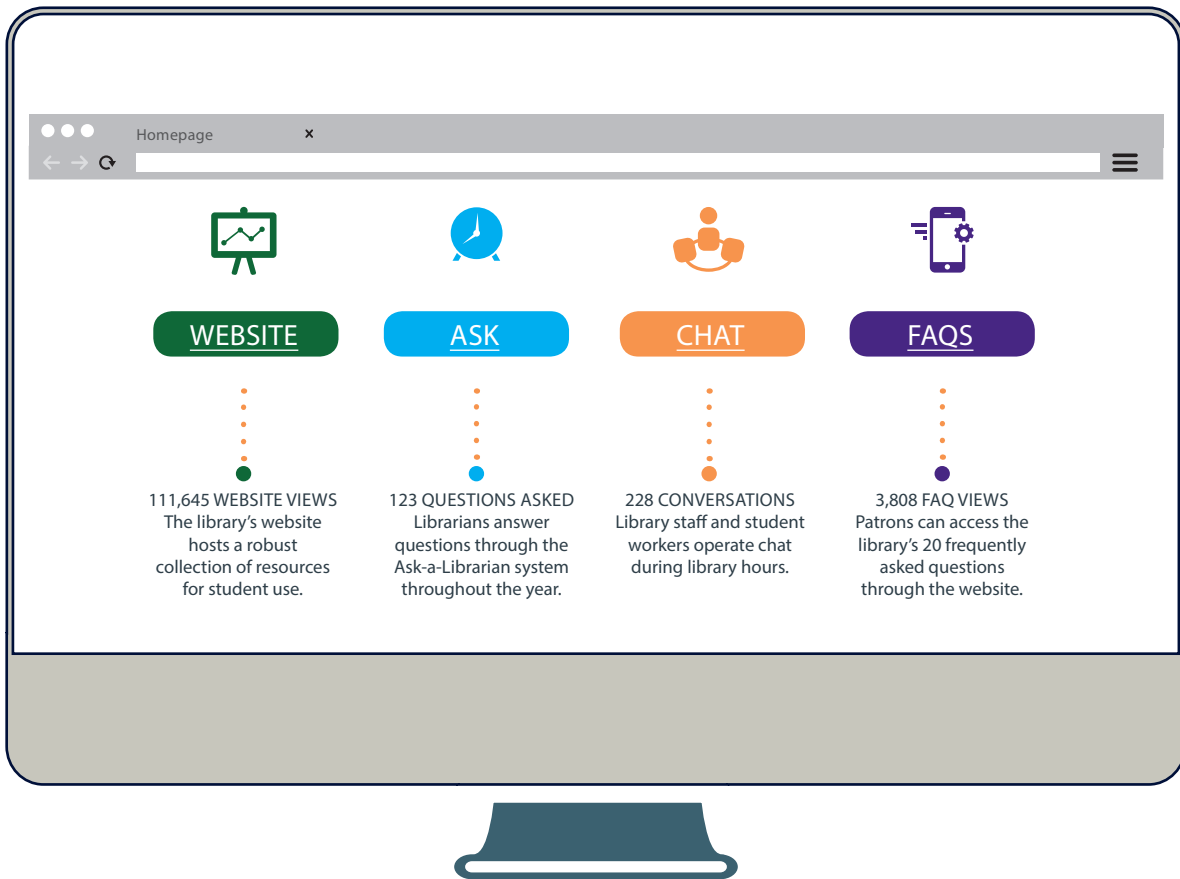 Homepage
WEBSITE
111,645 WEBSITE VIEWS
The library's website
hosts a robust
collection of resources
for student use.
ASK
123 QUESTIONS ASKED
Librarians answer
questions through the
Ask-a-Librarian system
throughout the year.
CHAT
228 CONVERSATIONS
Library staff and student
workers operate chat
during library hours.
FAQS
3,808 FAQ VIEWS
Patrons can access the
library's 20 frequently
asked questions
through the website.